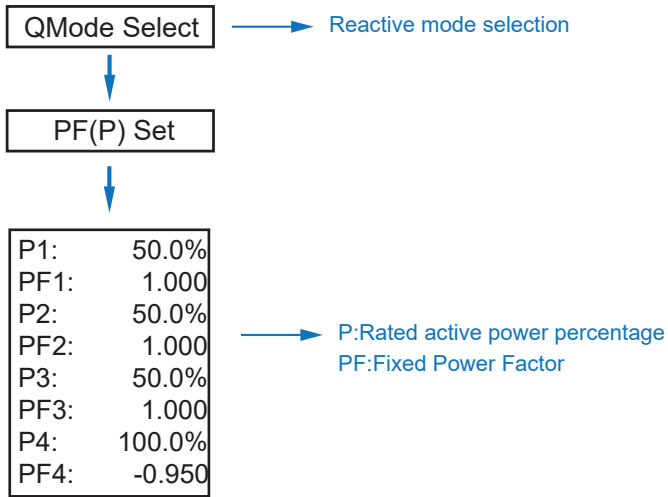 QMode Select
Reactive mode selection
PF(P) Set
P1: 50.0%
PF1: 1.000
P2: 50.0%
PF2: 1.000
P3: 50.0%
PF3: 1.000
P4: 100.0%
PF4: -0.950
P:Rated active power percentage
PF:Fixed Power Factor